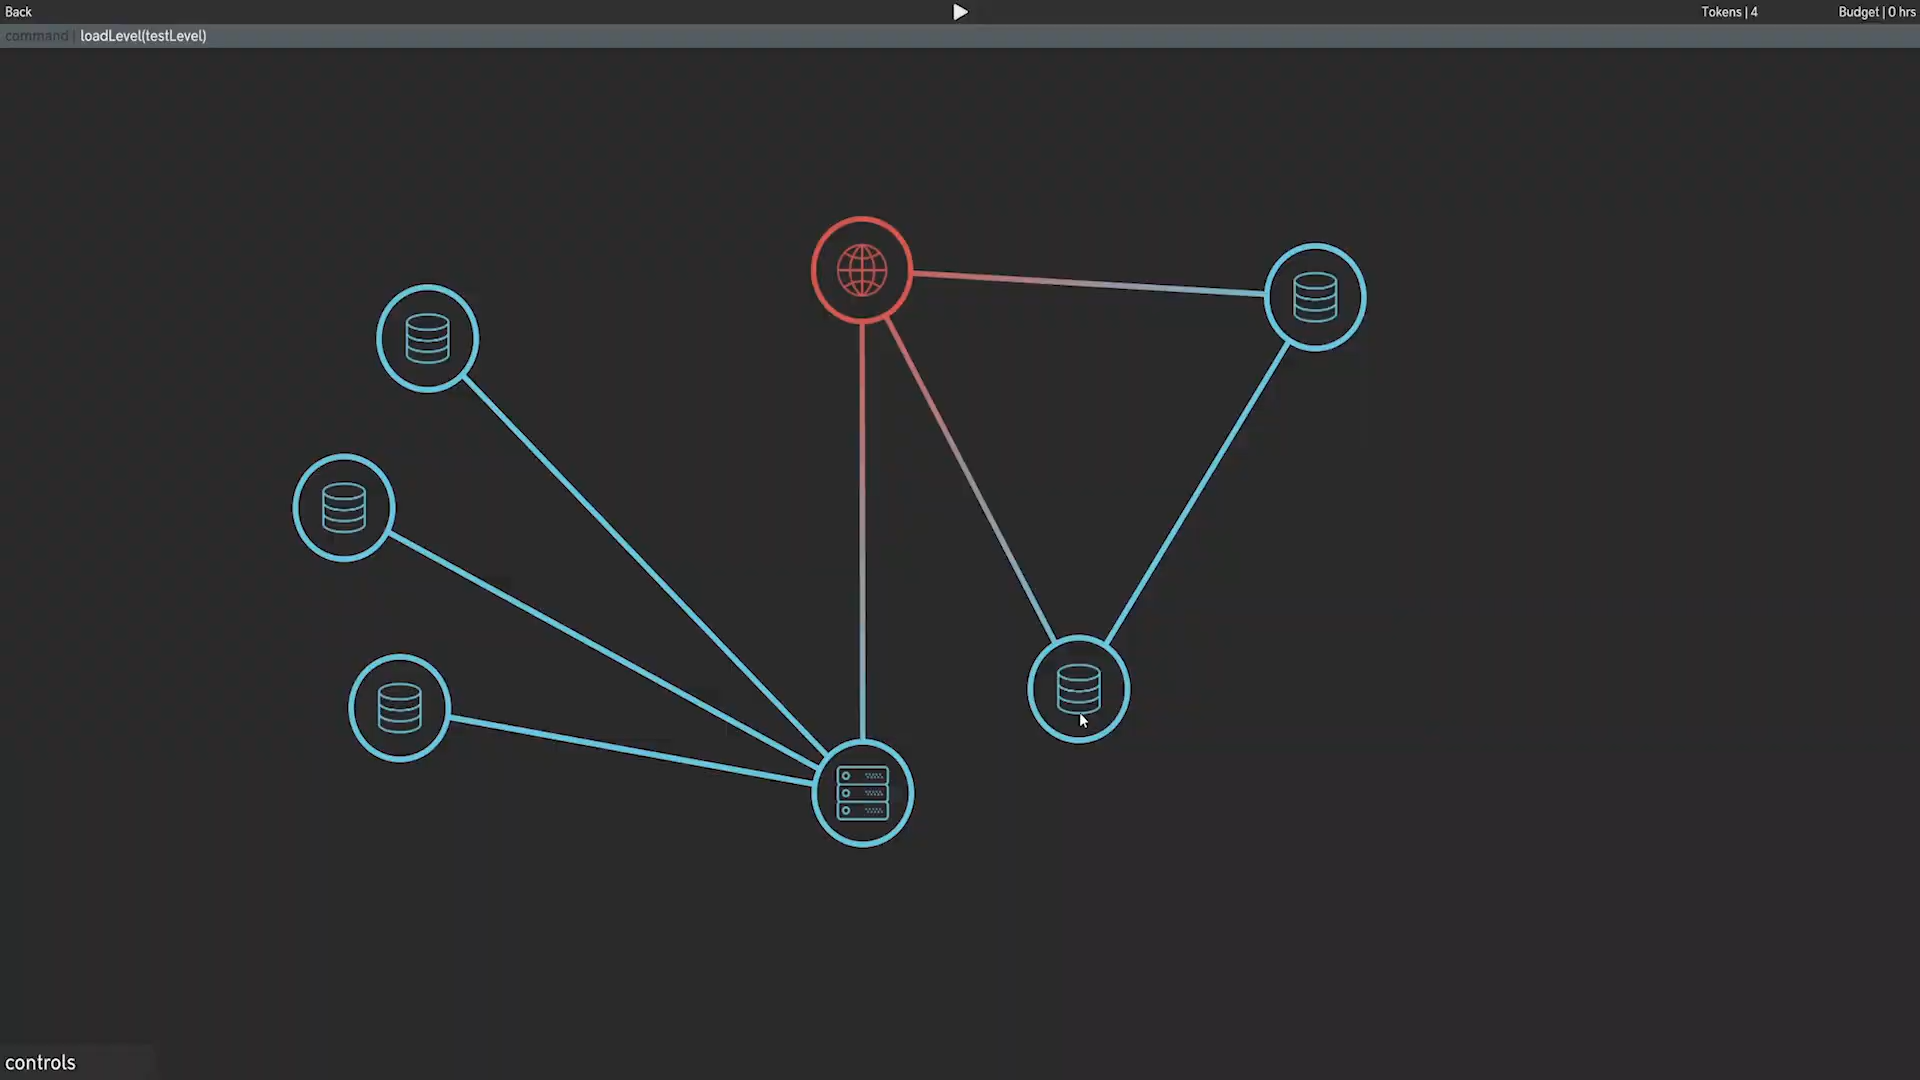 Back
Tokens | 4
Budget | 0 hrs
command | loadLevel(testLevel)
controls